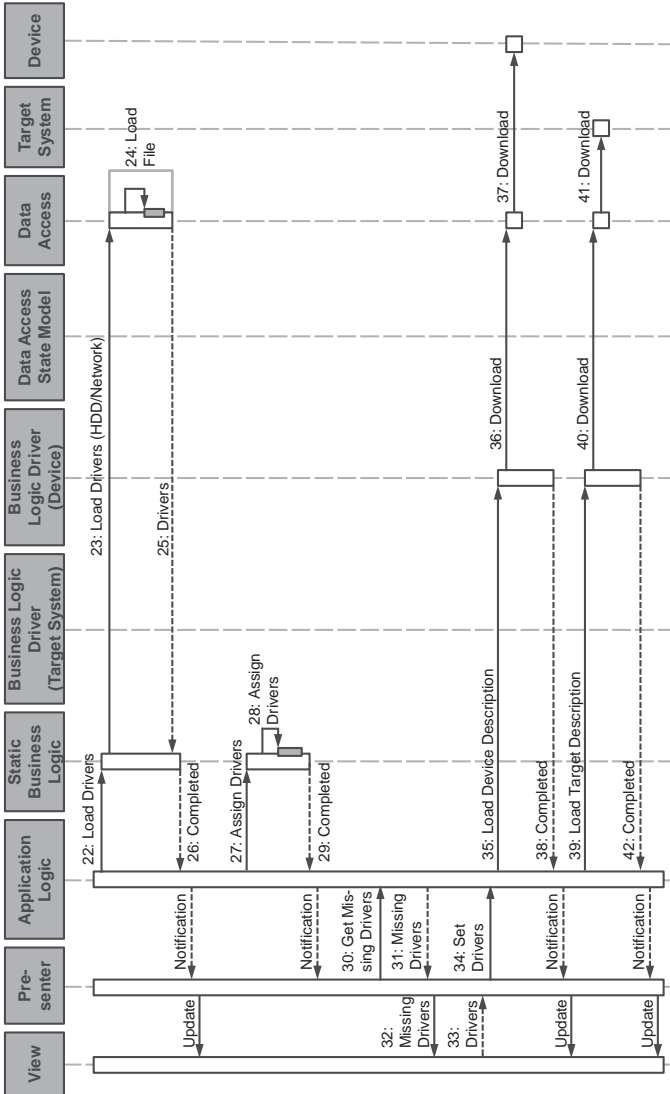 View
Pre-
senter
Application
Logic
Static
Business
Logic
Business Logic
Driver
(Target System)
Business
Logic Driver
(Device)
Data Access
State Model
Data
Access
Target
System
Device
22: Load Drivers
23: Load Drivers (HDD/Network)
24: Load
File
25: Drivers
26: Completed
Notification
Update
27: Assign Drivers
28: Assign
Drivers
29: Completed
Notification
30: Get Mis-
sing Drivers
31: Missing
Drivers
32:
Missing
Drivers
33:
Drivers
34: Set
Drivers
35: Load Device Description
36: Download
37: Download
38: Completed
Notification
Update
39: Load Target Description
40: Download
41: Download
42: Completed
Notification
Update